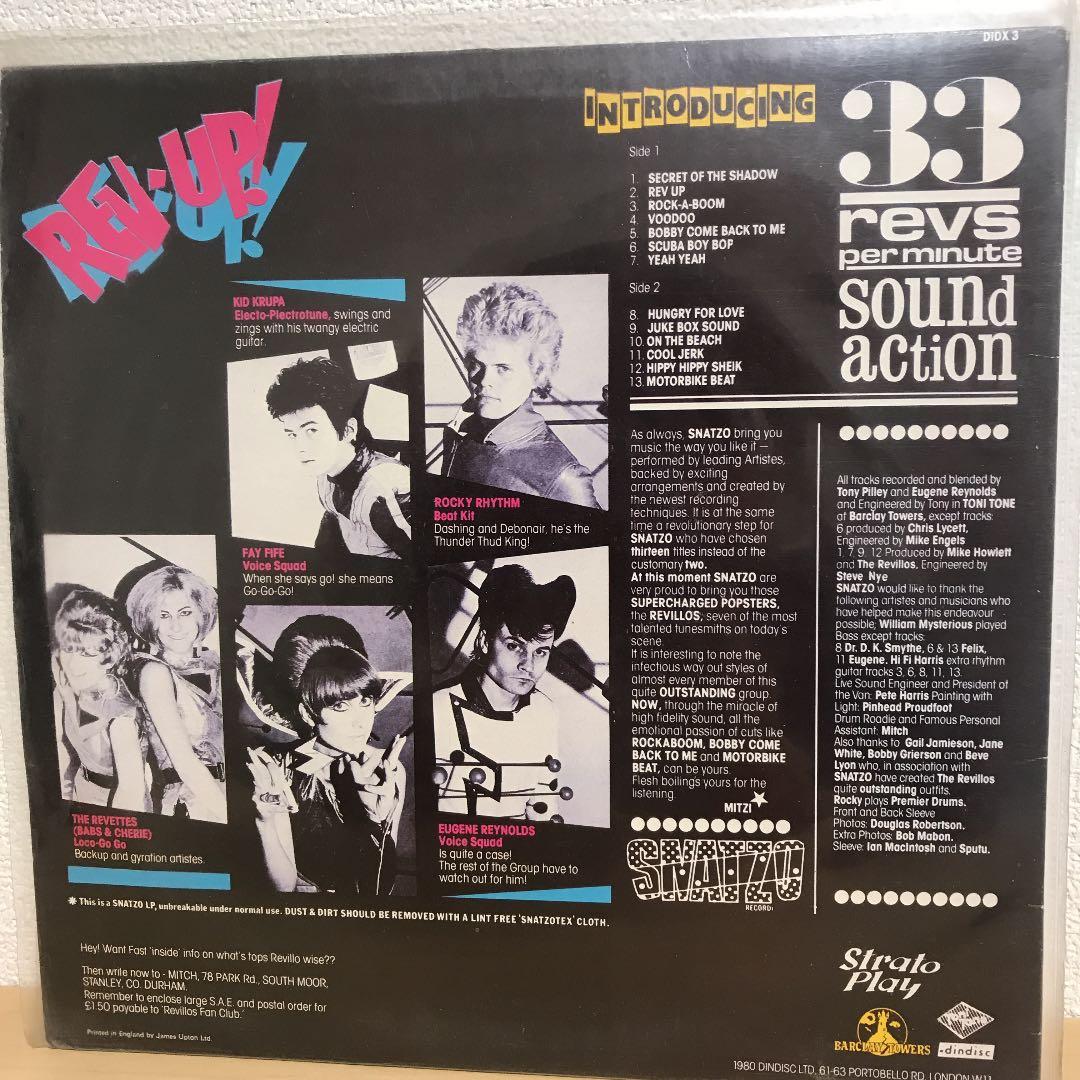 DIDX 3
REV-UP!
INTRODUCING
33
revs
per minute
sound
action
Side 1
1. SECRET OF THE SHADOW
2. REV UP
3. ROCK-A-BOOM
4. VOODOO
5. BOBBY COME BACK TO ME
6. SCUBA BOY BOP
7. YEAH YEAH
Side 2
8. HUNGRY FOR LOVE
9. JUKE BOX SOUND
10. ON THE BEACH
11. COOL JERK
12. HIPPY HIPPY SHEIK
13. MOTORBIKE BEAT
KID KRUPA
Electo-Plectrotune, swings and
zings with his twangy electric
guitar.
ROCKY RHYTHM
Beat Kit
Dashing and Debonair, he's the
Thunder Thud King!
FAY FIFE
Voice Squad
When she says go! she means
Go-Go-Go!
THE REVETTES
(BABS & CHERIE)
Loco-Go Go
Backup and gyration artistes.
EUGENE REYNOLDS
Voice Squad
Is quite a case!
The rest of the Group have to
watch out for him!
As always, SNATZO bring you
music the way you like it —
performed by leading Artistes,
backed by exciting
arrangements and created by
the newest recording
techniques. It is at the same
time a revolutionary step for
SNATZO who have chosen
thirteen titles instead of the
customary two.
At this moment SNATZO are
very proud to bring you those
SUPERCHARGED POPSTERS,
the REVILLOS; seven of the most
talented tunesmiths on today's
scene.
It is interesting to note the
infectious way out styles of
almost every member of this
quite OUTSTANDING group.
NOW, through the miracle of
high fidelity sound, all the
emotional passion of cuts like
ROCKABOOM, BOBBY COME
BACK TO ME and MOTORBIKE
BEAT, can be yours.
Flesh boilings yours for the
listening.
MITZI
SNATZO
RECORDS
All tracks recorded and blended by
Tony Pilley and Eugene Reynolds
and Engineered by Tony in TONI TONE
at Barclay Towers, except tracks:
6 produced by Chris Lycett,
Engineered by Mike Engels
1, 7, 9, 12 Produced by Mike Howlett
and The Revillos, Engineered by
Steve Nye
SNATZO would like to thank the
following artistes and musicians who
have helped make this endeavour
possible; William Mysterious played
Bass except tracks:
8 Dr. D. K. Smythe, 6 & 13 Felix,
11 Eugene. Hi Fi Harris extra rhythm
guitar tracks 3, 6, 8, 11, 13.
Live Sound Engineer and President of
the Van: Pete Harris Painting with
Light: Pinhead Proudfoot
Drum Roadie and Famous Personal
Assistant: Mitch
Also thanks to Gail Jamieson, Jane
White, Bobby Grierson and Beve
Lyon who, in association with
SNATZO have created The Revillos
quite outstanding outfits.
Rocky plays Premier Drums.
Front and Back Sleeve
Photos: Douglas Robertson.
Extra Photos: Bob Mabon.
Sleeve: Ian Macintosh and Sputu.
* This is a SNATZO LP, unbreakable under normal use. DUST & DIRT SHOULD BE REMOVED WITH A LINT FREE 'SNATZOTEX' CLOTH.
Hey! Want Fast 'inside' info on what's tops Revillo wise??
Then write now to - MITCH, 78 PARK Rd., SOUTH MOOR,
STANLEY, CO. DURHAM.
Remember to enclose large S.A.E. and postal order for
£1.50 payable to 'Revillos Fan Club.'
Printed in England by James Upton Ltd.
Strato
Play
BARCLAY TOWERS
dindisc
1980 DINDISC LTD, 61-63 PORTOBELLO RD, LONDON W11